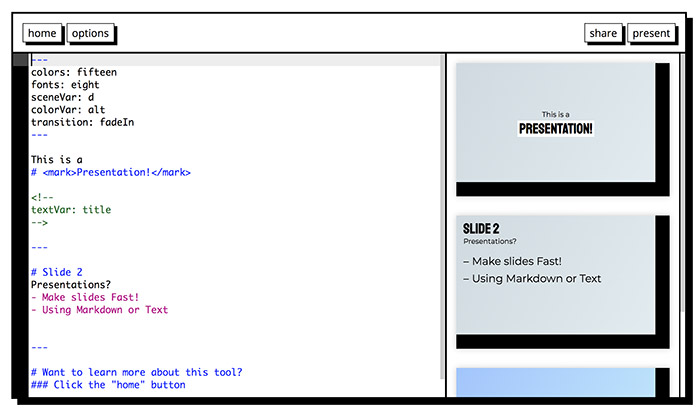 home options share present
---
colors: fifteen
fonts: eight
sceneVar: d
colorVar: alt
transition: fadeIn
---
This is a
# <mark>Presentation!</mark>
<!--
textVar: title
-->
---
# Slide 2
Presentations?
- Make slides Fast!
- Using Markdown or Text
---
# Want to learn more about this tool?
### Click the "home" button
This is a
PRESENTATION!
SLIDE 2
Presentations?
– Make slides Fast!
– Using Markdown or Text